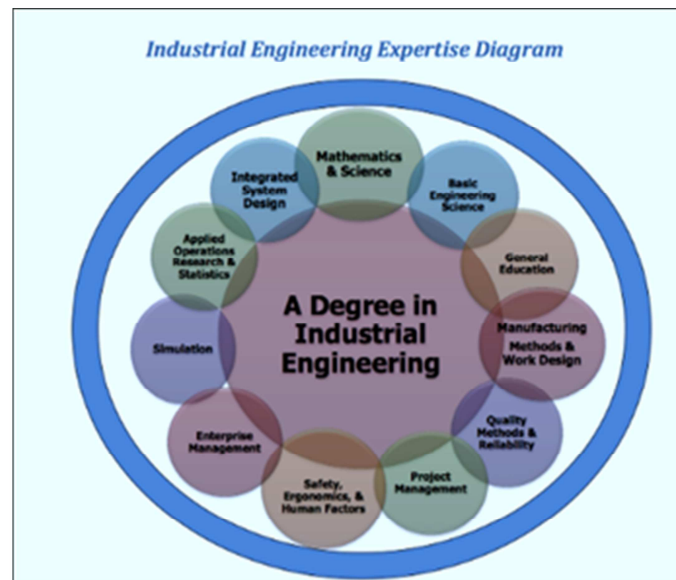 Industrial Engineering Expertise Diagram
Mathematics
& Science
Basic
Engineering
Science
General
Education
Manufacturing
Methods &
Work Design
Quality
Methods &
Reliability
Project
Management
Safety,
Ergonomics, &
Human Factors
Enterprise
Management
Simulation
Applied
Operations
Research &
Statistics
Integrated
System
Design
A Degree in
Industrial
Engineering